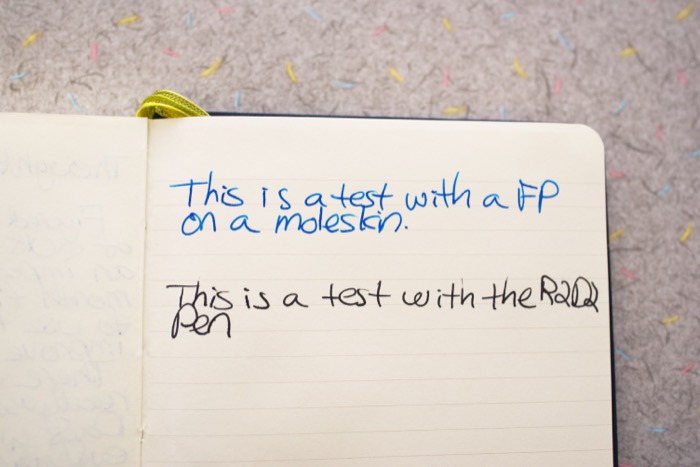 This is a test with a FP
on a moleskin.
This is a test with the R2D2
Pen